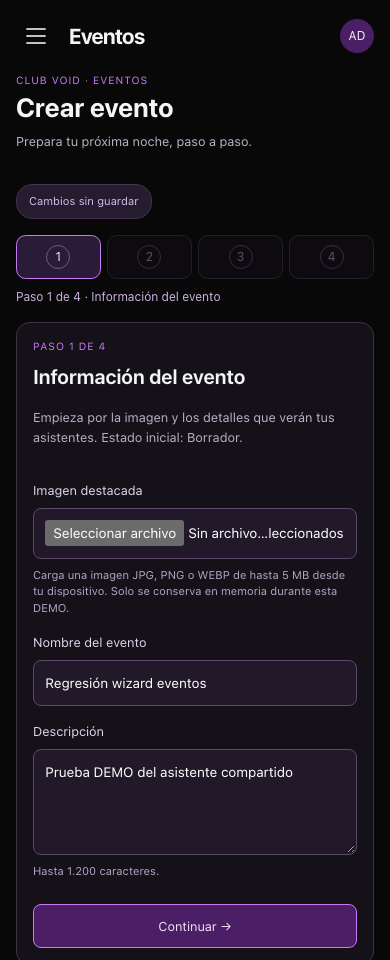 Eventos
AD
CLUB VOID · EVENTOS
Crear evento
Prepara tu próxima noche, paso a paso.
Cambios sin guardar
1
2
3
4
Paso 1 de 4 · Información del evento
PASO 1 DE 4
Información del evento
Empieza por la imagen y los detalles que verán tus
asistentes. Estado inicial: Borrador.
Imagen destacada
Seleccionar archivo Sin archivo...leccionados
Carga una imagen JPG, PNG o WEBP de hasta 5 MB desde
tu dispositivo. Solo se conserva en memoria durante esta
DEMO.
Nombre del evento
Regresión wizard eventos
Descripción
Prueba DEMO del asistente compartido
Hasta 1.200 caracteres.
Continuar →